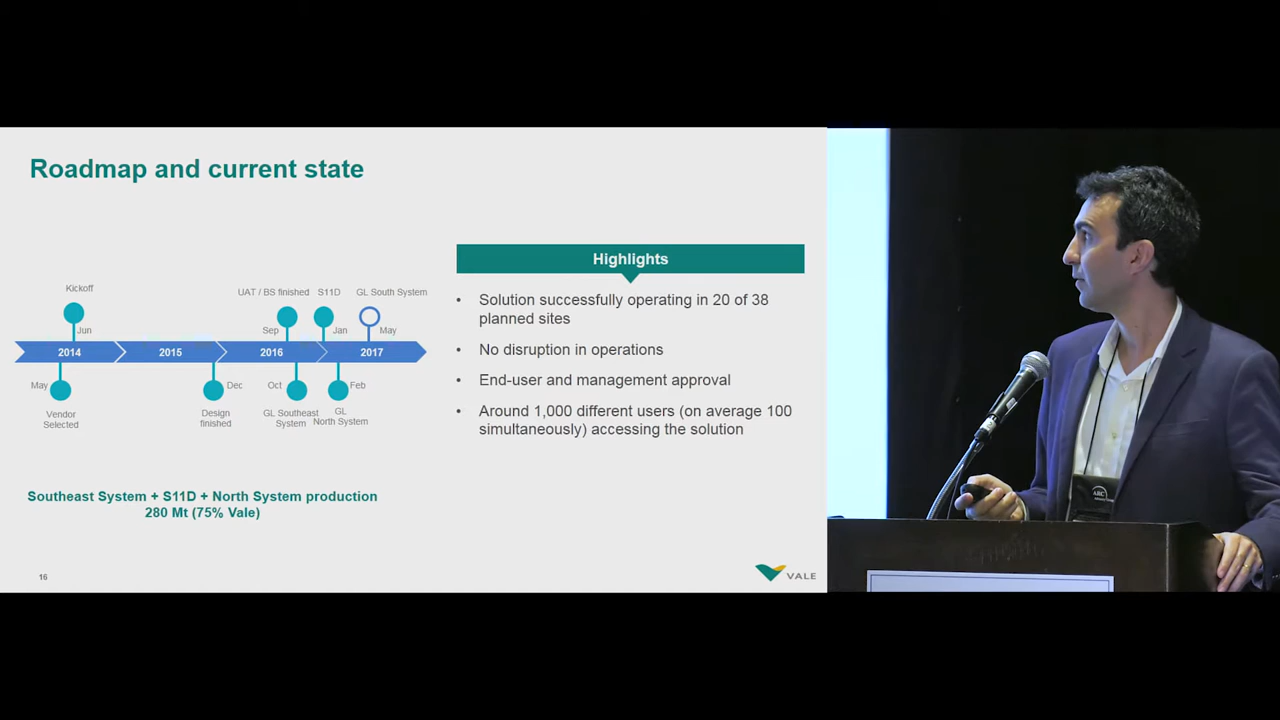 Roadmap and current state
Kickoff
UAT / BS finished
S11D
GL South System
Jun
Sep
Jan
May
2014
2015
2016
2017
May
Dec
Oct
Feb
Vendor
Selected
Design
finished
GL Southeast
System
GL
North System
Southeast System + S11D + North System production
280 Mt (75% Vale)
Highlights
• Solution successfully operating in 20 of 38
planned sites
• No disruption in operations
• End-user and management approval
• Around 1,000 different users (on average 100
simultaneously) accessing the solution
16
VALE
ARC